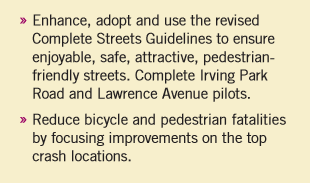 » Enhance, adopt and use the revised
Complete Streets Guidelines to ensure
enjoyable, safe, attractive, pedestrian-
friendly streets. Complete Irving Park
Road and Lawrence Avenue pilots.
» Reduce bicycle and pedestrian fatalities
by focusing improvements on the top
crash locations.